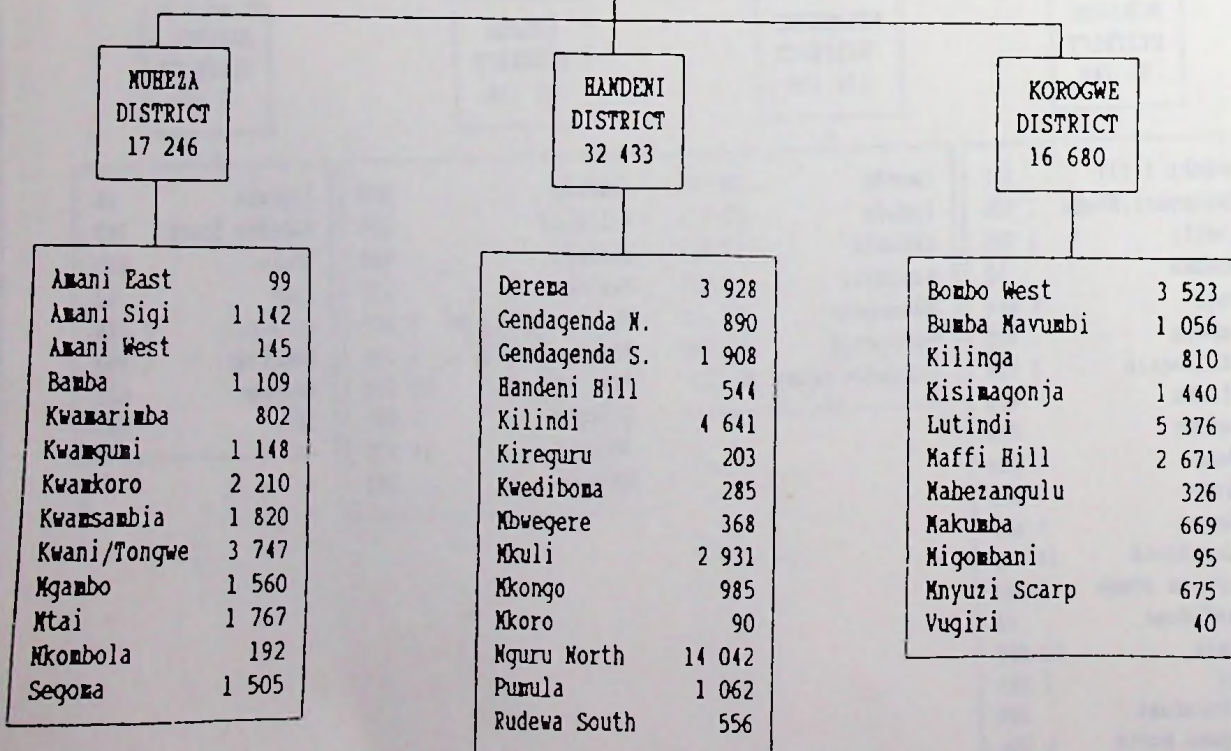 MUHEZA
DISTRICT
17 246
Amani East 99
Amani Sigi 1 142
Amani West 145
Bamba 1 109
Kwamarimba 802
Kwamgumi 1 148
Kwamkoro 2 210
Kwamsambia 1 820
Kwani/Tongwe 3 747
Mgambo 1 560
Mtai 1 767
Mkombola 192
Segoma 1 505
HANDENI
DISTRICT
32 433
Derema 3 928
Gendagenda N. 890
Gendagenda S. 1 908
Handeni Hill 544
Kilindi 4 641
Kireguru 203
Kwediboma 285
Mbwegere 368
Mkuli 2 931
Mkongo 985
Mkoro 90
Nguru North 14 042
Pumula 1 062
Rudewa South 556
KOROGWE
DISTRICT
16 680
Bombo West 3 523
Bumba Mavumbi 1 056
Kilinga 810
Kisimagonja 1 440
Lutindi 5 376
Maffi Hill 2 671
Mahezangulu 326
Makumba 669
Migombani 95
Mnyuzi Scarp 675
Vugiri 40